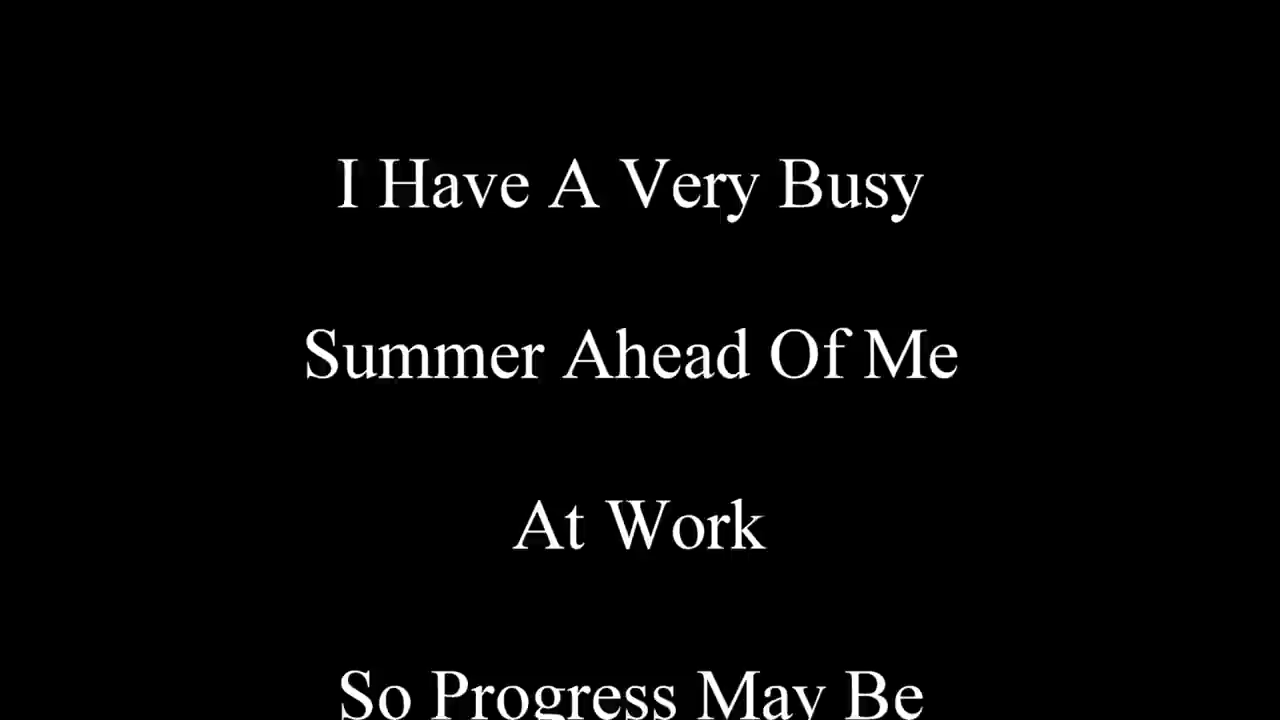 I Have A Very Busy
Summer Ahead Of Me
At Work
So Progress May Be